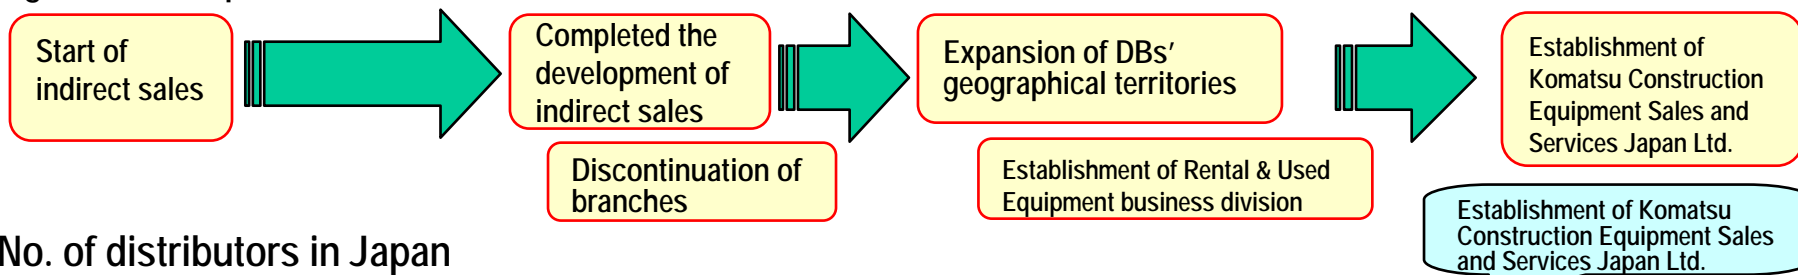 Start of
indirect sales
Completed the
development of
indirect sales
Discontinuation of
branches
Expansion of DBs'
geographical territories
Establishment of Rental & Used
Equipment business division
Establishment of
Komatsu Construction
Equipment Sales and
Services Japan Ltd.
Establishment of Komatsu
Construction Equipment Sales
and Services Japan Ltd.
No. of distributors in Japan